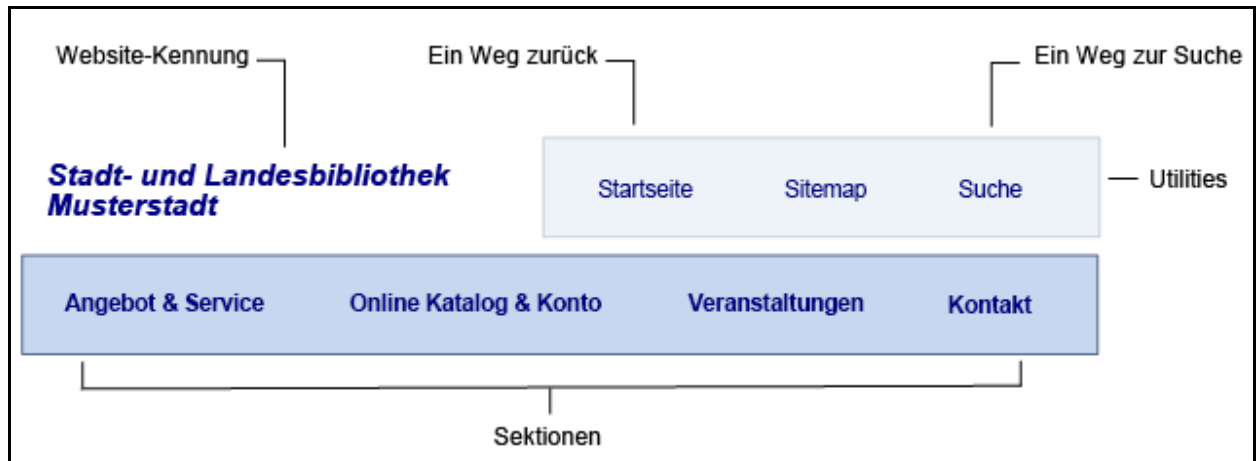 Website-Kennung
Ein Weg zurück
Ein Weg zur Suche
Stadt- und Landesbibliothek
Musterstadt
Startseite
Sitemap
Suche
Utilities
Angebot & Service
Online Katalog & Konto
Veranstaltungen
Kontakt
Sektionen